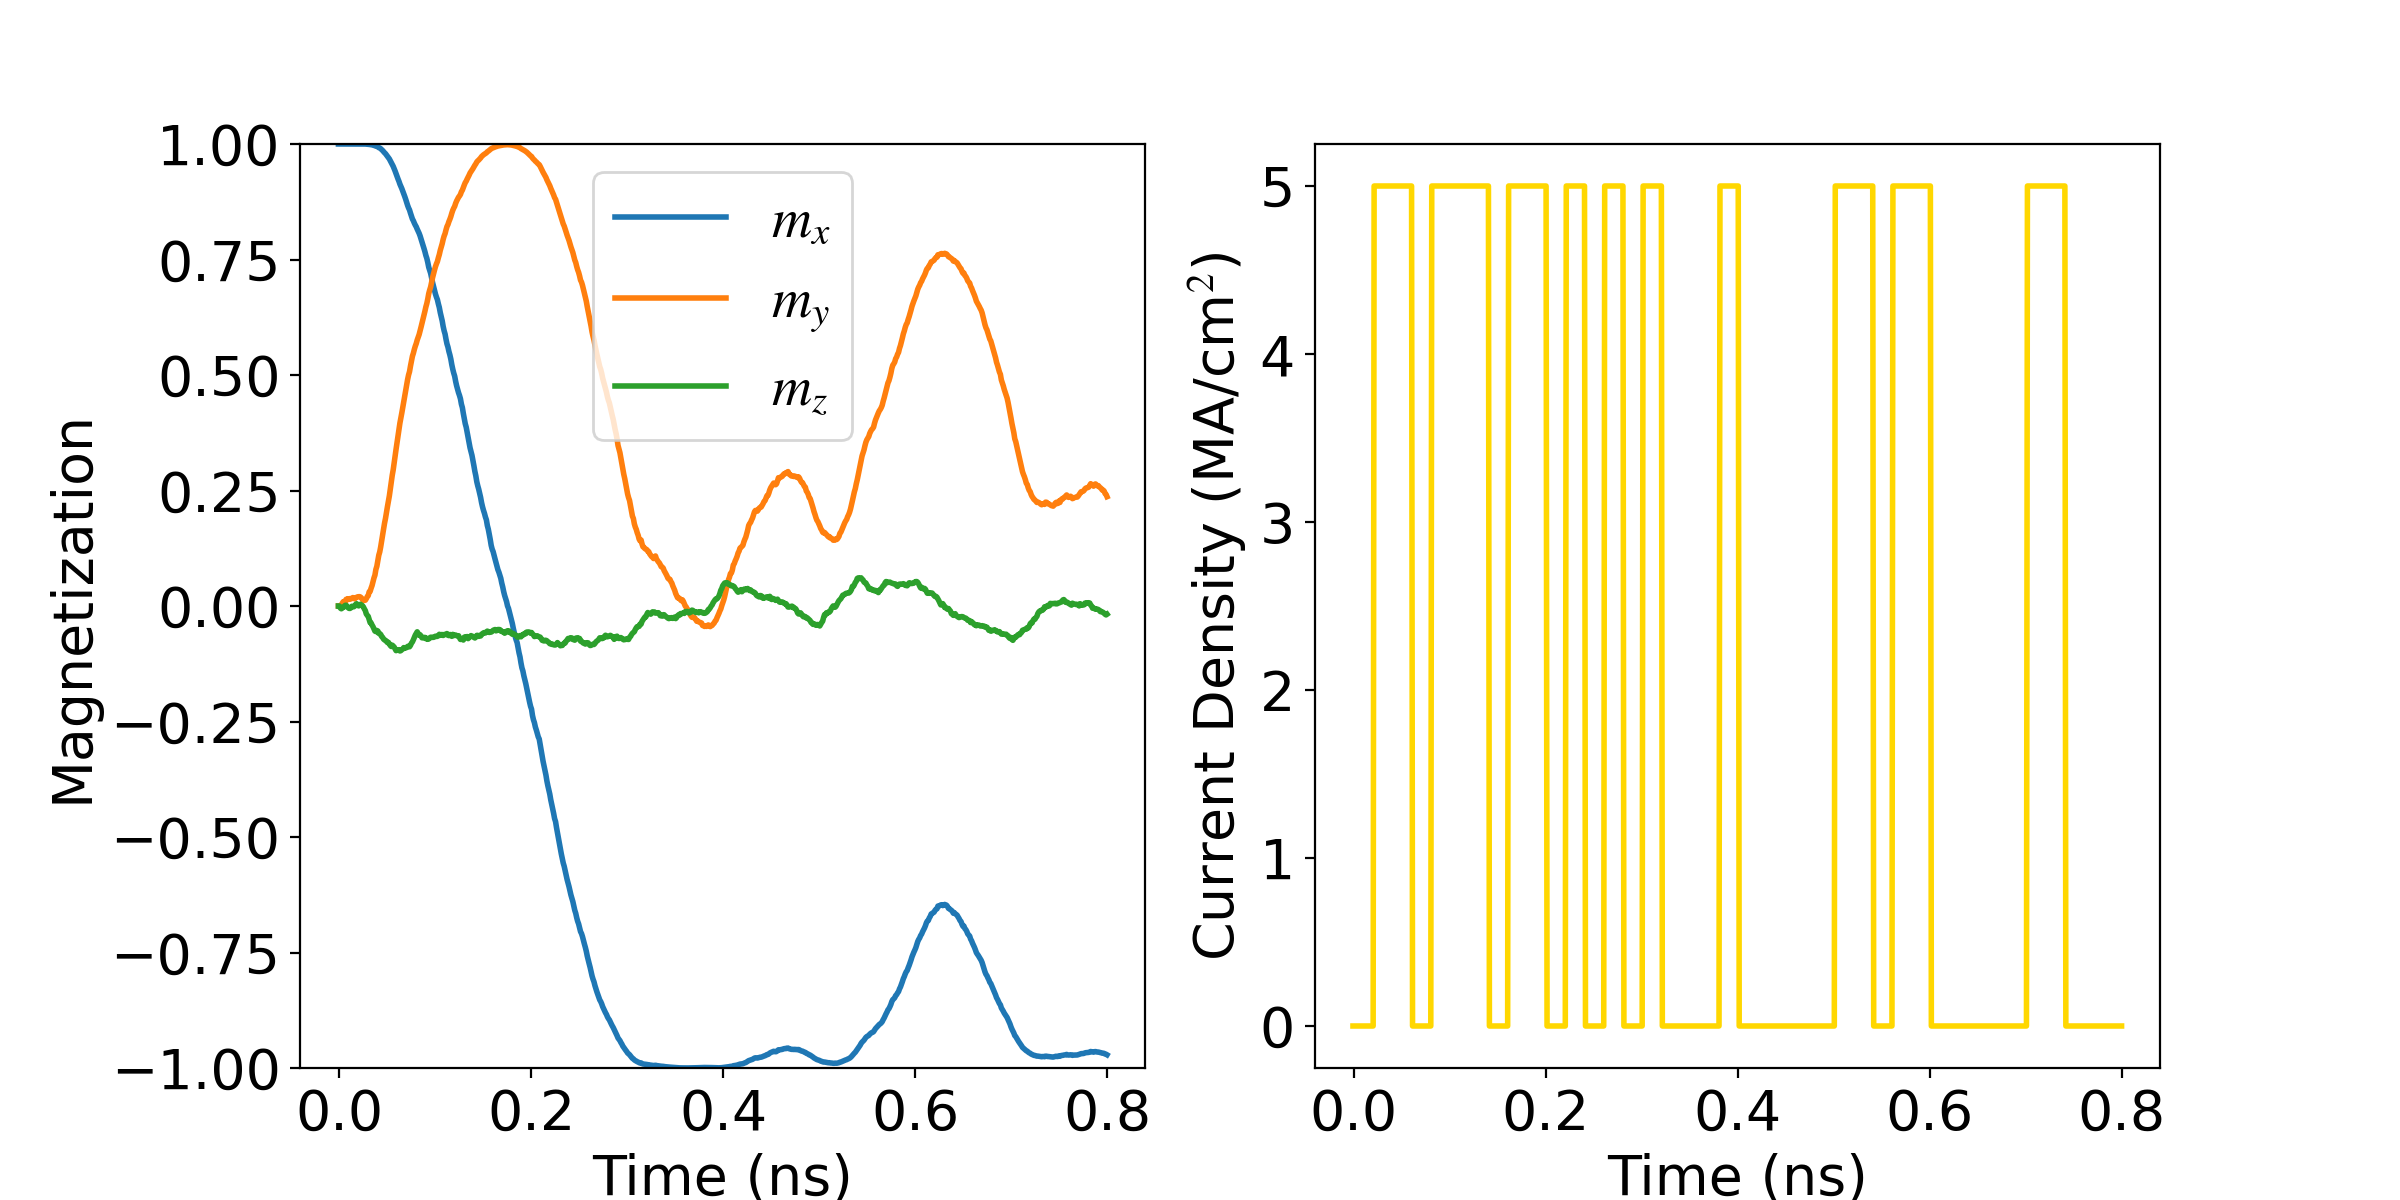 Magnetization
1.00
0.75
0.50
0.25
0.00
−0.25
−0.50
−0.75
−1.00
0.0 0.2 0.4 0.6 0.8
Time (ns)
m_x
m_y
m_z
Current Density (MA/cm²)
5
4
3
2
1
0
0.0 0.2 0.4 0.6 0.8
Time (ns)